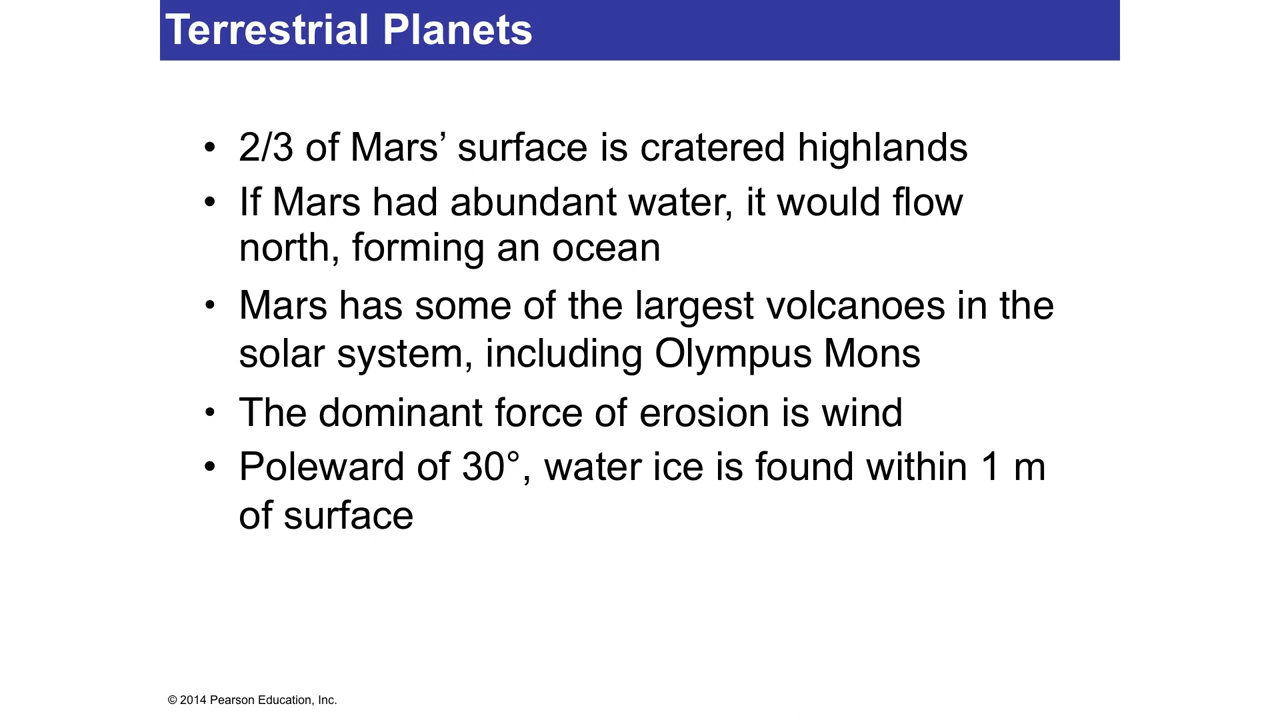 Terrestrial Planets
• 2/3 of Mars’ surface is cratered highlands
• If Mars had abundant water, it would flow
north, forming an ocean
• Mars has some of the largest volcanoes in the
solar system, including Olympus Mons
• The dominant force of erosion is wind
• Poleward of 30°, water ice is found within 1 m
of surface
© 2014 Pearson Education, Inc.